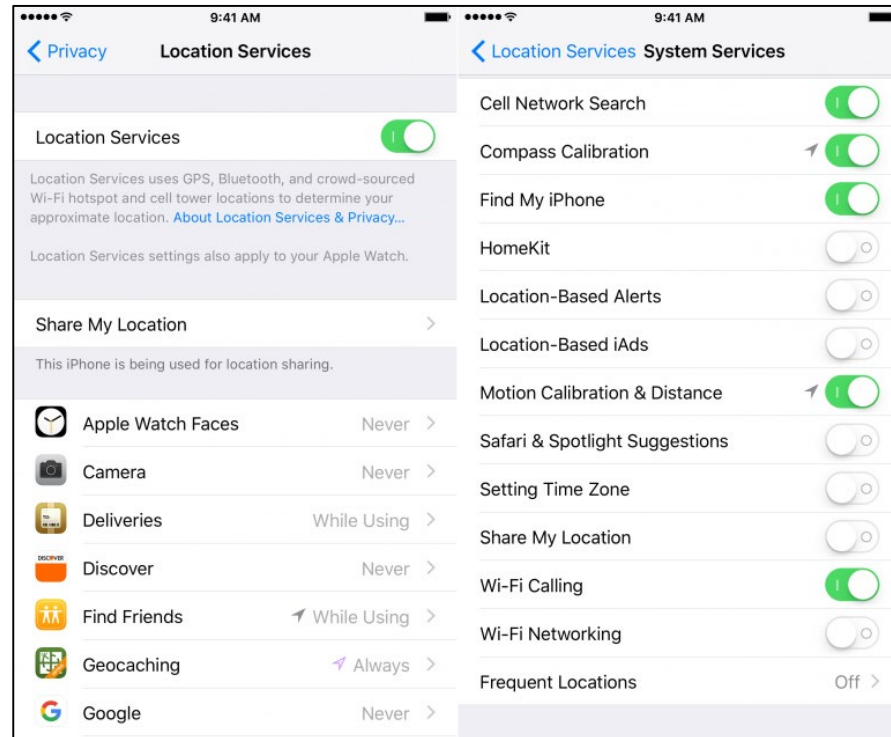 9:41 AM
Privacy
Location Services
Location Services
Location Services uses GPS, Bluetooth, and crowd-sourced
Wi-Fi hotspot and cell tower locations to determine your
approximate location. About Location Services & Privacy...
Location Services settings also apply to your Apple Watch.
Share My Location
This iPhone is being used for location sharing.
Apple Watch Faces Never
Camera Never
Deliveries While Using
DISCOVER
Discover Never
Find Friends While Using
Geocaching Always
Google Never
9:41 AM
Location Services System Services
Cell Network Search
Compass Calibration
Find My iPhone
HomeKit
Location-Based Alerts
Location-Based iAds
Motion Calibration & Distance
Safari & Spotlight Suggestions
Setting Time Zone
Share My Location
Wi-Fi Calling
Wi-Fi Networking
Frequent Locations Off